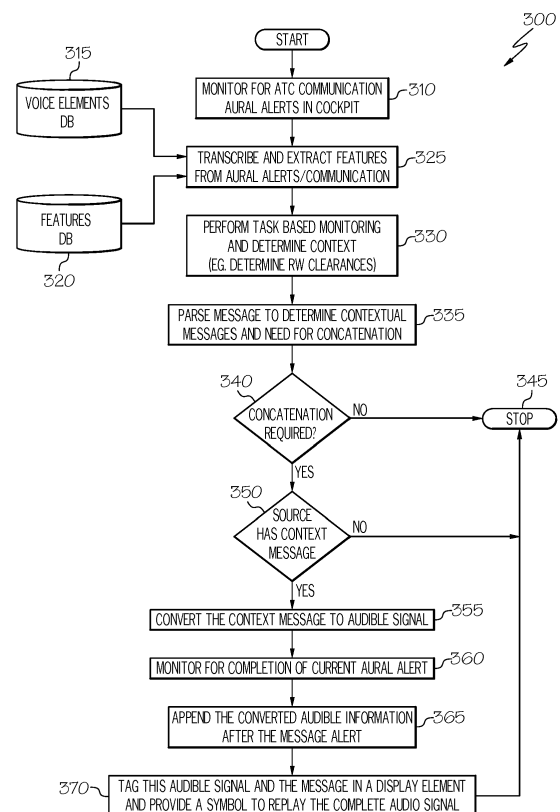 300
START
315
VOICE ELEMENTS
DB
MONITOR FOR ATC COMMUNICATION
AURAL ALERTS IN COCKPIT
310
TRANSCRIBE AND EXTRACT FEATURES
FROM AURAL ALERTS/COMMUNICATION
325
FEATURES
DB
320
PERFORM TASK BASED MONITORING
AND DETERMINE CONTEXT
(EG. DETERMINE RW CLEARANCES)
330
PARSE MESSAGE TO DETERMINE CONTEXTUAL
MESSAGES AND NEED FOR CONCATENATION
335
340
CONCATENATION
REQUIRED?
NO
345
STOP
YES
350
SOURCE
HAS CONTEXT
MESSAGE
NO
YES
CONVERT THE CONTEXT MESSAGE TO AUDIBLE SIGNAL
355
MONITOR FOR COMPLETION OF CURRENT AURAL ALERT
360
APPEND THE CONVERTED AUDIBLE INFORMATION
AFTER THE MESSAGE ALERT
365
370
TAG THIS AUDIBLE SIGNAL AND THE MESSAGE IN A DISPLAY ELEMENT
AND PROVIDE A SYMBOL TO REPLAY THE COMPLETE AUDIO SIGNAL